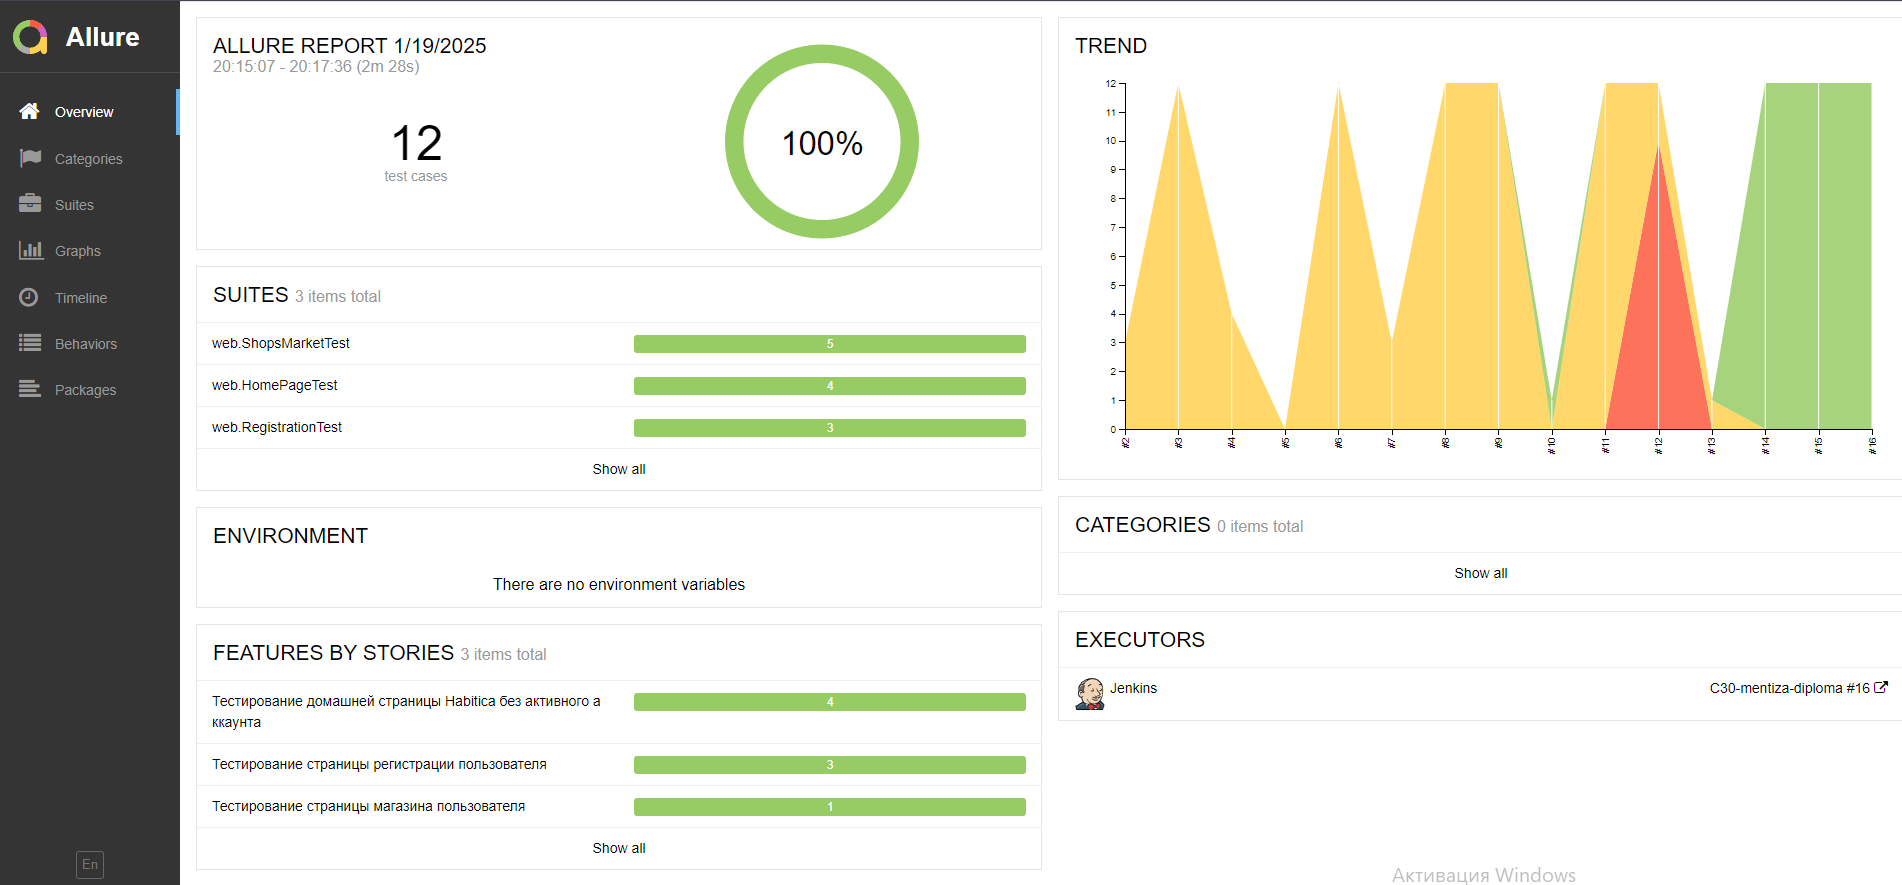 Allure
Overview
Categories
Suites
Graphs
Timeline
Behaviors
Packages
En
ALLURE REPORT 1/19/2025
20:15:07 - 20:17:36 (2m 28s)
12
test cases
100%
SUITES 3 items total
web.ShopsMarketTest 5
web.HomePageTest 4
web.RegistrationTest 3
Show all
ENVIRONMENT
There are no environment variables
FEATURES BY STORIES 3 items total
Тестирование домашней страницы Habitica без активного а
ккаунта
4
Тестирование страницы регистрации пользователя 3
Тестирование страницы магазина пользователя 1
Show all
TREND
12
11
10
9
8
7
6
5
4
3
2
1
0
#2 #3 #4 #5 #6 #7 #8 #9 #10 #11 #12 #13 #14 #15 #16
CATEGORIES 0 items total
Show all
EXECUTORS
Jenkins C30-mentiza-diploma #16
Активация Windows